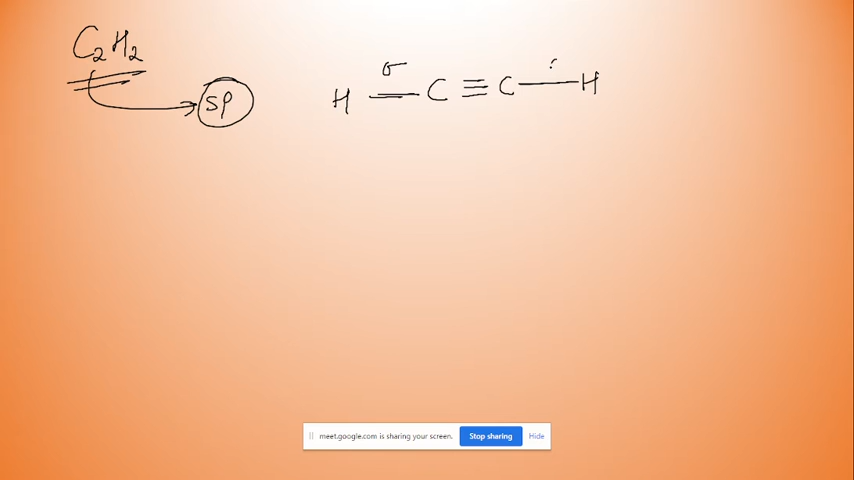 C₂H₂
sp
σ
H — C ≡ C — H
meet.google.com is sharing your screen. Stop sharing Hide